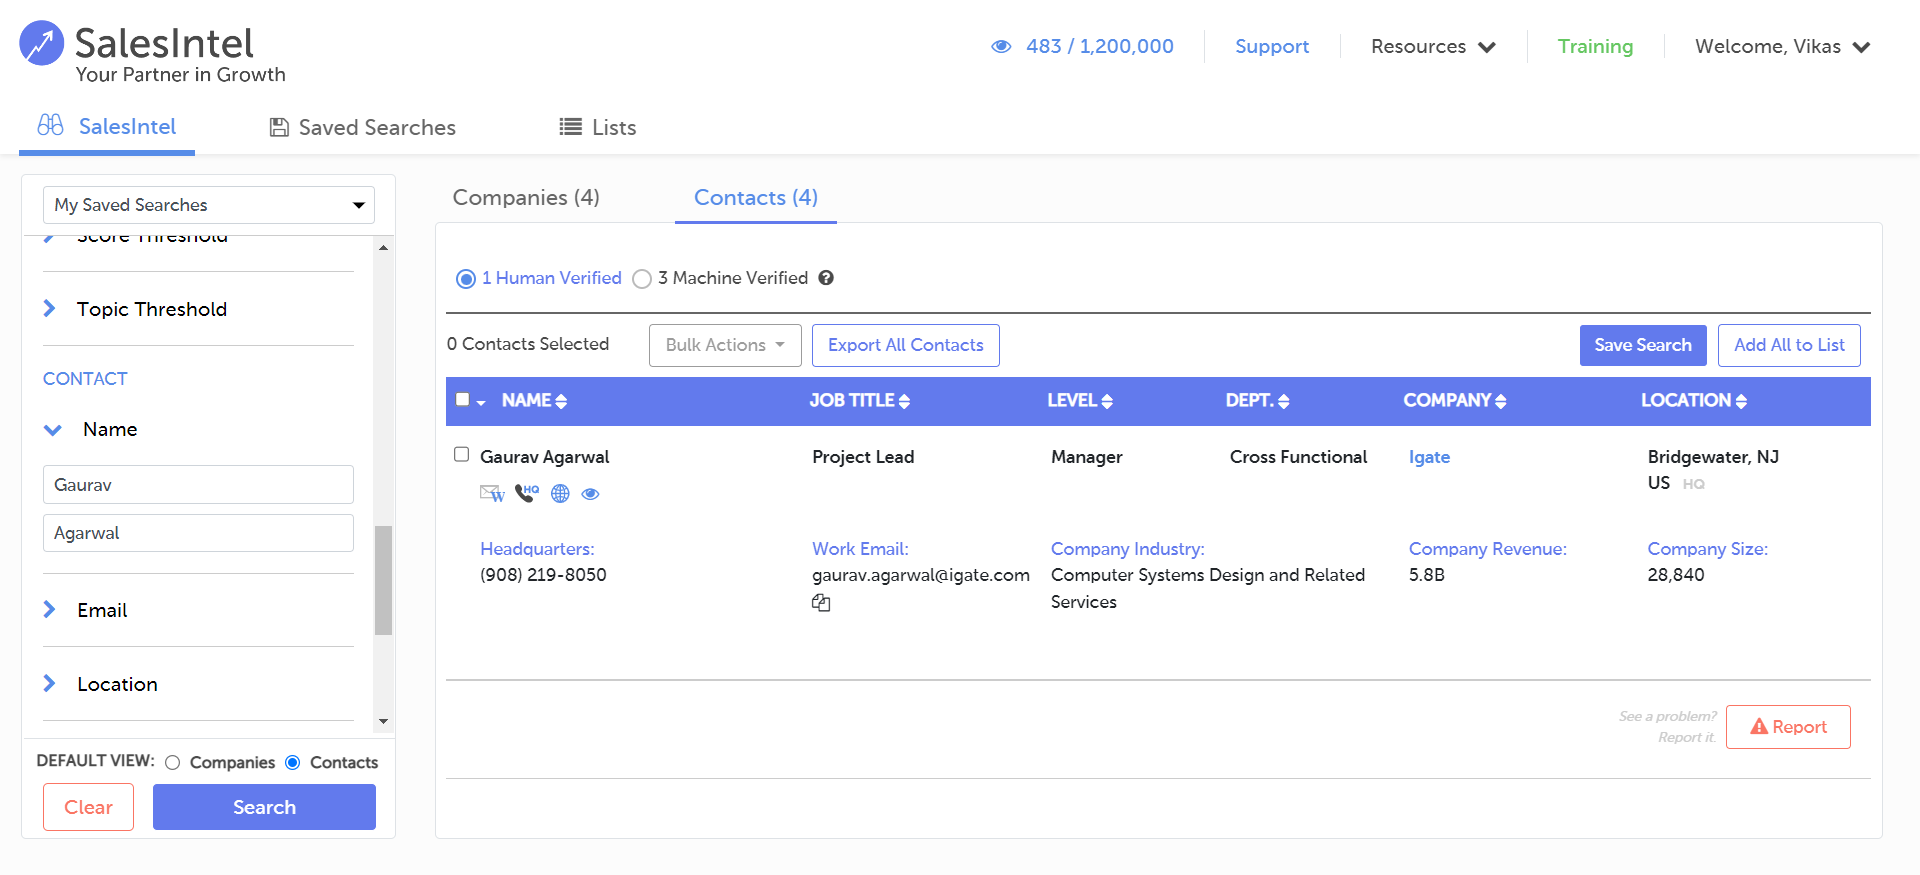 SalesIntel
Your Partner in Growth
483 / 1,200,000
Support
Resources
Training
Welcome, Vikas
SalesIntel
Saved Searches
Lists
My Saved Searches
Score Threshold
Topic Threshold
CONTACT
Name
Gaurav
Agarwal
Email
Location
DEFAULT VIEW: Companies Contacts
Clear
Search
Companies (4)
Contacts (4)
1 Human Verified 3 Machine Verified ?
0 Contacts Selected
Bulk Actions
Export All Contacts
Save Search
Add All to List
NAME JOB TITLE LEVEL DEPT. COMPANY LOCATION
Gaurav Agarwal Project Lead Manager Cross Functional Igate Bridgewater, NJ
US HQ
W HQ
Headquarters: Work Email: Company Industry: Company Revenue: Company Size:
(908) 219-8050 gaurav.agarwal@igate.com Computer Systems Design and Related 5.8B 28,840
Services
See a problem?
Report it.
Report